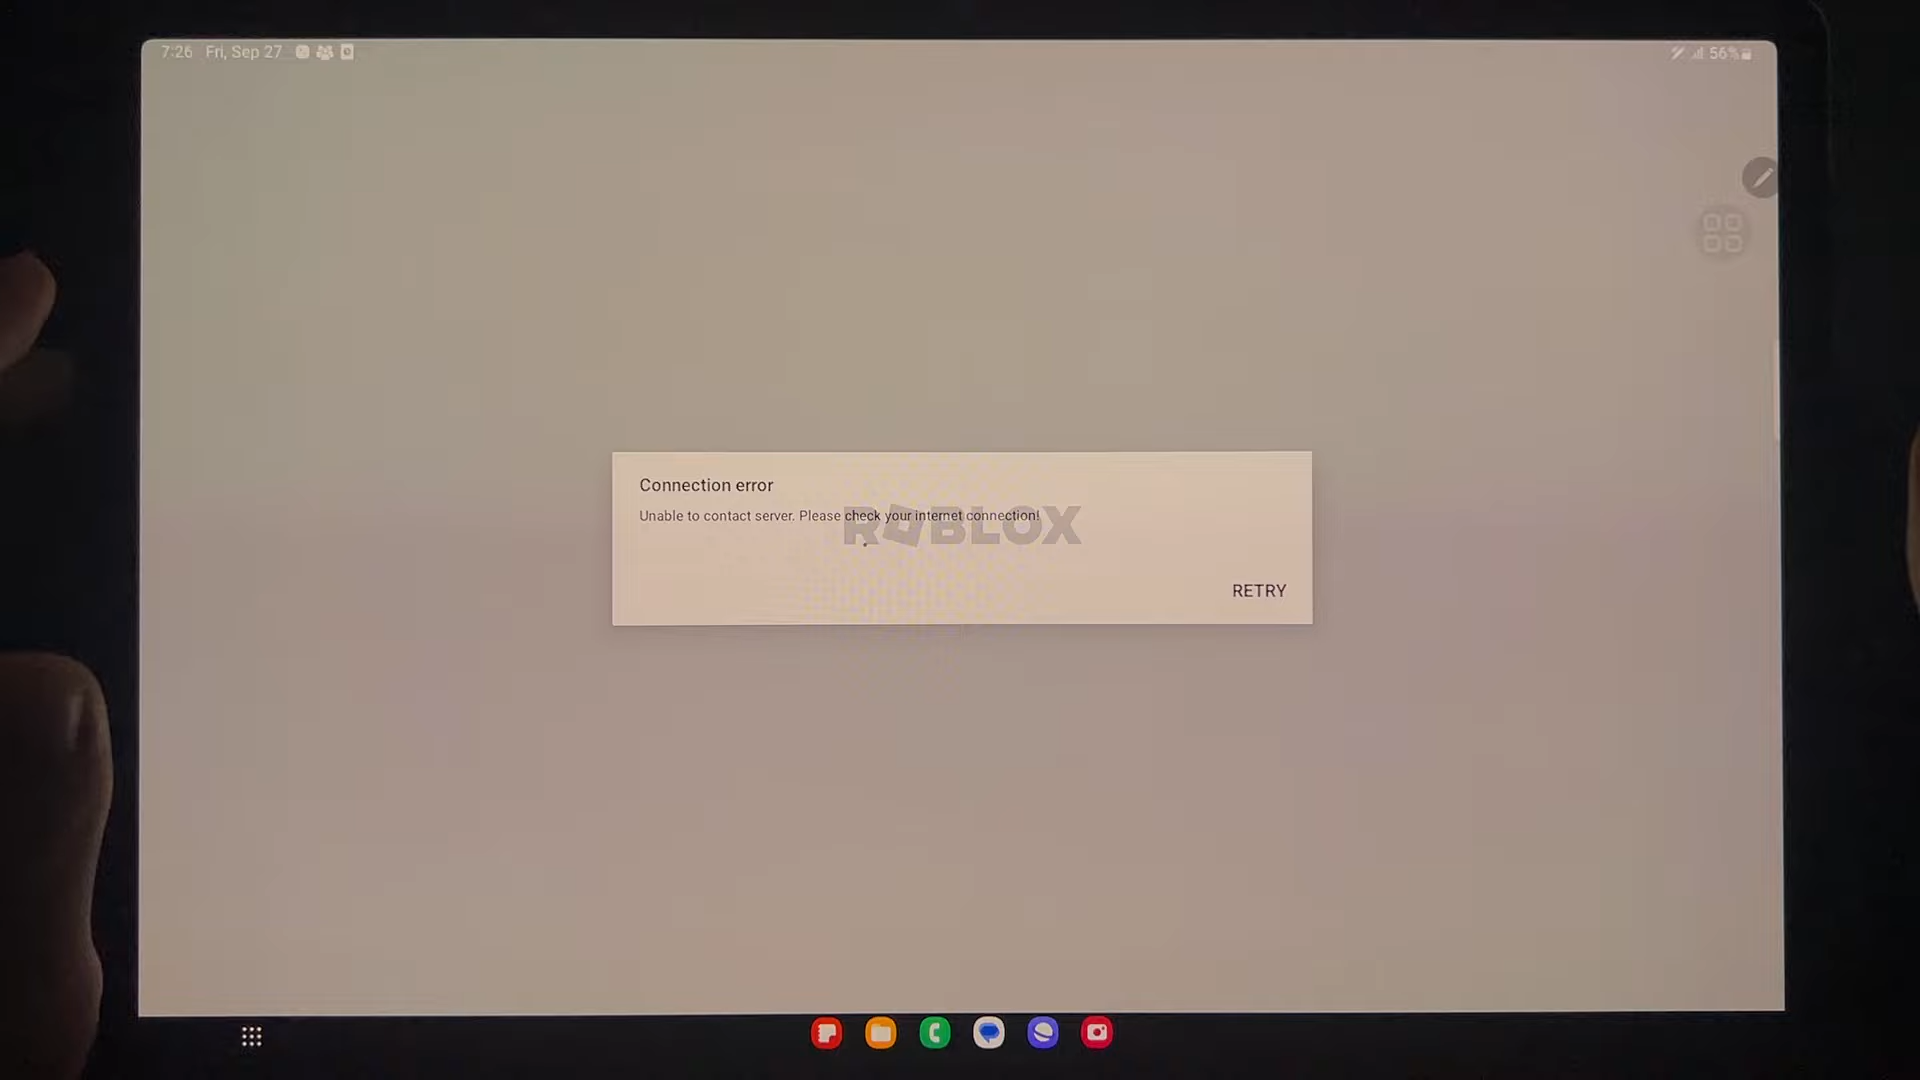 7:26 Fri, Sep 27
56%
Connection error
Unable to contact server. Please check your internet connection!
ROBLOX
RETRY